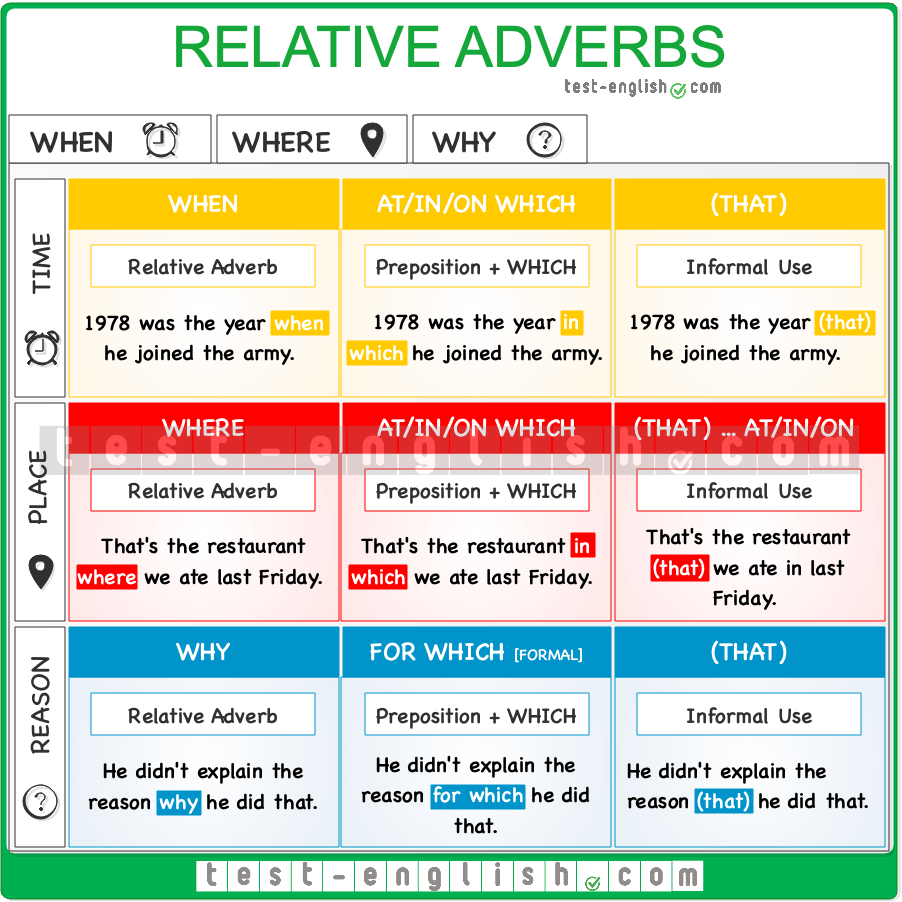 RELATIVE ADVERBS
test-english.com
WHEN
WHERE
WHY
?
TIME
WHEN
AT/IN/ON WHICH
(THAT)
Relative Adverb
Preposition + WHICH
Informal Use
1978 was the year when
he joined the army.
1978 was the year in
which he joined the army.
1978 was the year (that)
he joined the army.
PLACE
WHERE
AT/IN/ON WHICH
(THAT) ... AT/IN/ON
test-english.com
Relative Adverb
Preposition + WHICH
Informal Use
That's the restaurant
where we ate last Friday.
That's the restaurant in
which we ate last Friday.
That's the restaurant
(that) we ate in last
Friday.
REASON
?
WHY
FOR WHICH [FORMAL]
(THAT)
Relative Adverb
Preposition + WHICH
Informal Use
He didn't explain the
reason why he did that.
He didn't explain the
reason for which he did
that.
He didn't explain the
reason (that) he did that.
test-english.com